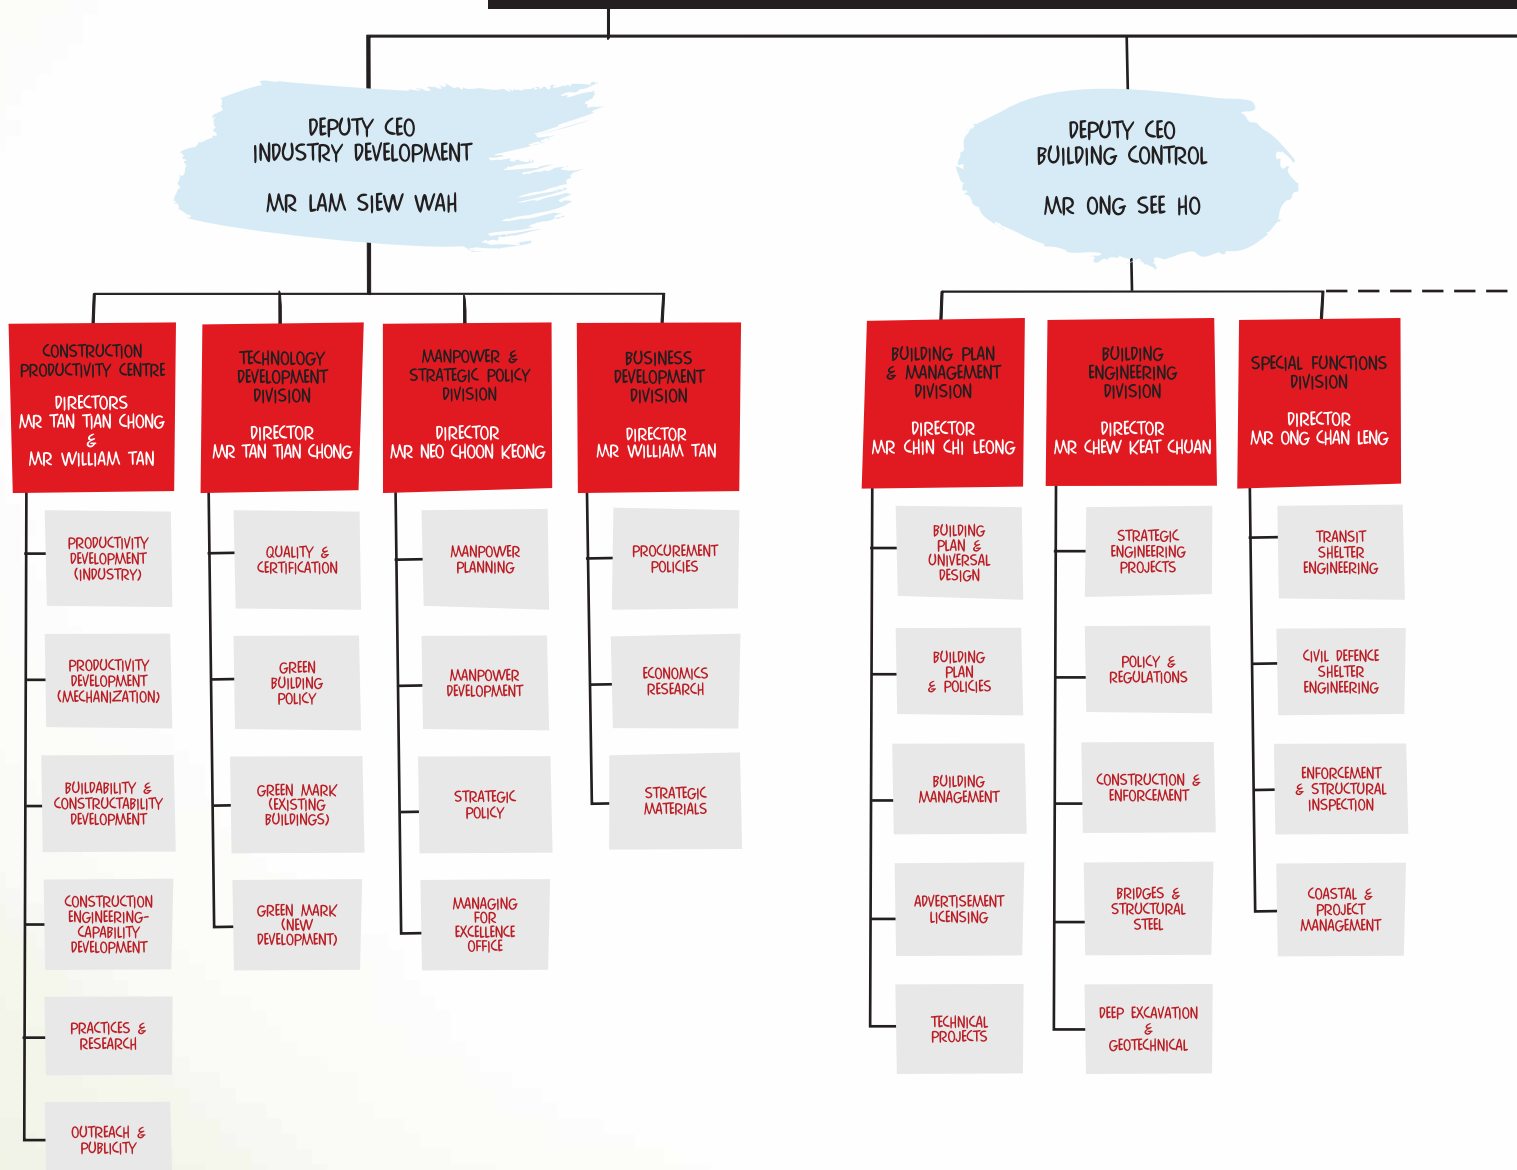 DEPUTY CEO
INDUSTRY DEVELOPMENT
MR LAM SIEW WAH
DEPUTY CEO
BUILDING CONTROL
MR ONG SEE HO
CONSTRUCTION
PRODUCTIVITY CENTRE
DIRECTORS
MR TAN TIAN CHONG
&
MR WILLIAM TAN
TECHNOLOGY
DEVELOPMENT
DIVISION
DIRECTOR
MR TAN TIAN CHONG
MANPOWER &
STRATEGIC POLICY
DIVISION
DIRECTOR
MR NEO CHOON KEONG
BUSINESS
DEVELOPMENT
DIVISION
DIRECTOR
MR WILLIAM TAN
BUILDING PLAN
& MANAGEMENT
DIVISION
DIRECTOR
MR CHIN CHI LEONG
BUILDING
ENGINEERING
DIVISION
DIRECTOR
MR CHEW KEAT CHUAN
SPECIAL FUNCTIONS
DIVISION
DIRECTOR
MR ONG CHAN LENG
PRODUCTIVITY
DEVELOPMENT
(INDUSTRY)
PRODUCTIVITY
DEVELOPMENT
(MECHANIZATION)
BUILDABILITY &
CONSTRUCTABILITY
DEVELOPMENT
CONSTRUCTION
ENGINEERING-
CAPABILITY
DEVELOPMENT
PRACTICES &
RESEARCH
OUTREACH &
PUBLICITY
QUALITY &
CERTIFICATION
GREEN
BUILDING
POLICY
GREEN MARK
(EXISTING
BUILDINGS)
GREEN MARK
(NEW
DEVELOPMENT)
MANPOWER
PLANNING
MANPOWER
DEVELOPMENT
STRATEGIC
POLICY
MANAGING
FOR
EXCELLENCE
OFFICE
PROCUREMENT
POLICIES
ECONOMICS
RESEARCH
STRATEGIC
MATERIALS
BUILDING
PLAN &
UNIVERSAL
DESIGN
BUILDING
PLAN
& POLICIES
BUILDING
MANAGEMENT
ADVERTISEMENT
LICENSING
TECHNICAL
PROJECTS
STRATEGIC
ENGINEERING
PROJECTS
POLICY &
REGULATIONS
CONSTRUCTION &
ENFORCEMENT
BRIDGES &
STRUCTURAL
STEEL
DEEP EXCAVATION
&
GEOTECHNICAL
TRANSIT
SHELTER
ENGINEERING
CIVIL DEFENCE
SHELTER
ENGINEERING
ENFORCEMENT
& STRUCTURAL
INSPECTION
COASTAL &
PROJECT
MANAGEMENT